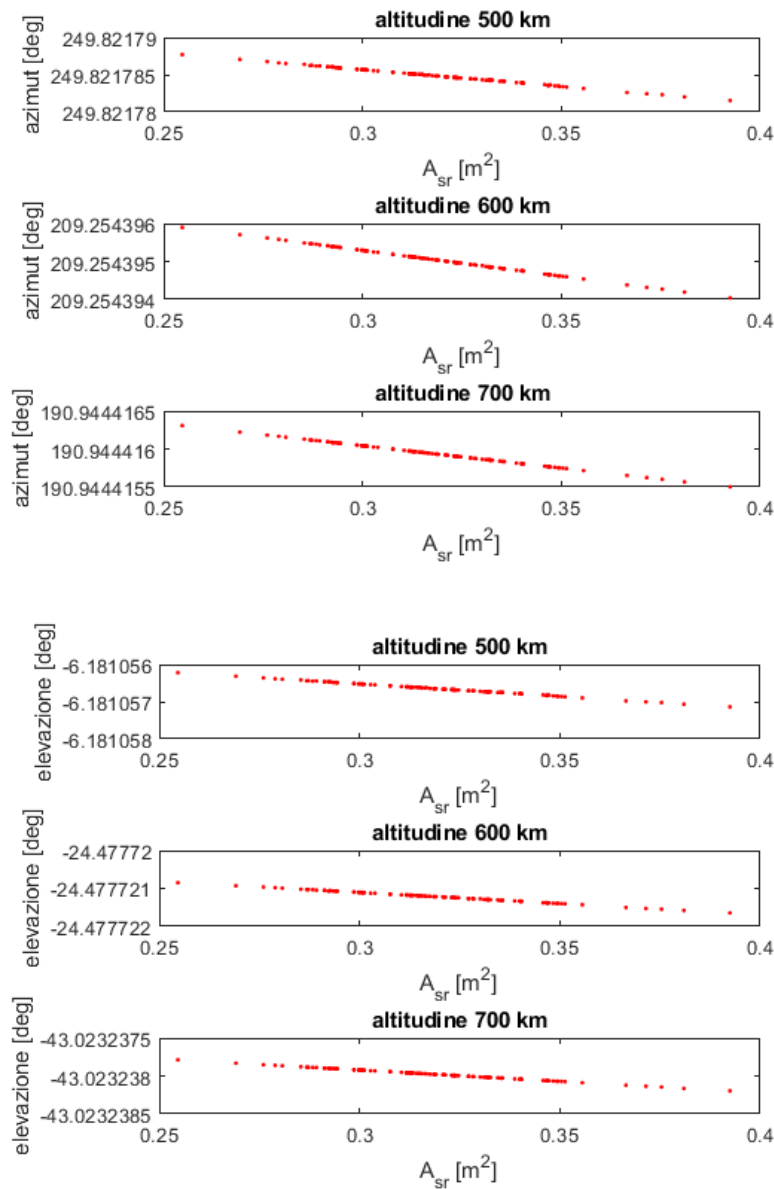 altitudine 500 km
azimut [deg]
249.82179
249.821785
249.82178
0.25 0.3 0.35 0.4
A_sr [m^2]
altitudine 600 km
azimut [deg]
209.254396
209.254395
209.254394
0.25 0.3 0.35 0.4
A_sr [m^2]
altitudine 700 km
azimut [deg]
190.9444165
190.944416
190.9444155
0.25 0.3 0.35 0.4
A_sr [m^2]
altitudine 500 km
elevazione [deg]
-6.181056
-6.181057
-6.181058
0.25 0.3 0.35 0.4
A_sr [m^2]
altitudine 600 km
elevazione [deg]
-24.47772
-24.477721
-24.477722
0.25 0.3 0.35 0.4
A_sr [m^2]
altitudine 700 km
elevazione [deg]
-43.0232375
-43.023238
-43.0232385
0.25 0.3 0.35 0.4
A_sr [m^2]